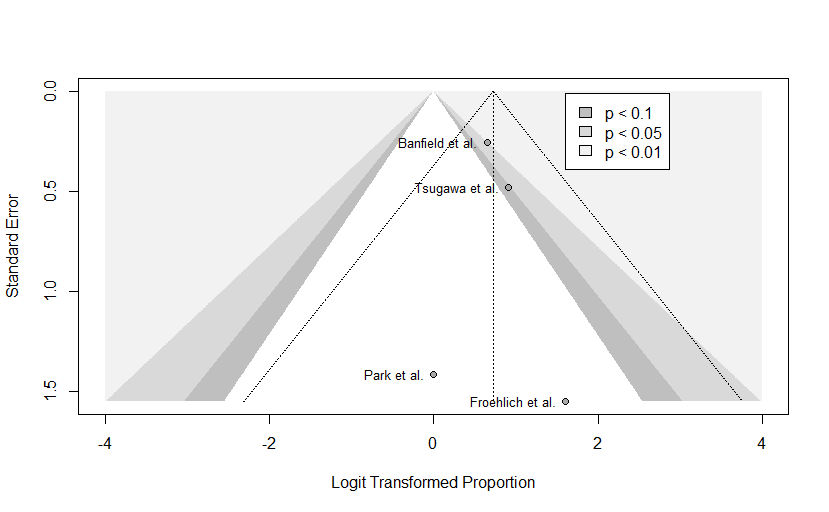 0.0
0.5
1.0
1.5
Standard Error
p < 0.1
p < 0.05
p < 0.01
Banfield et al.
Tsugawa et al.
Park et al.
Froehlich et al.
-4
-2
0
2
4
Logit Transformed Proportion